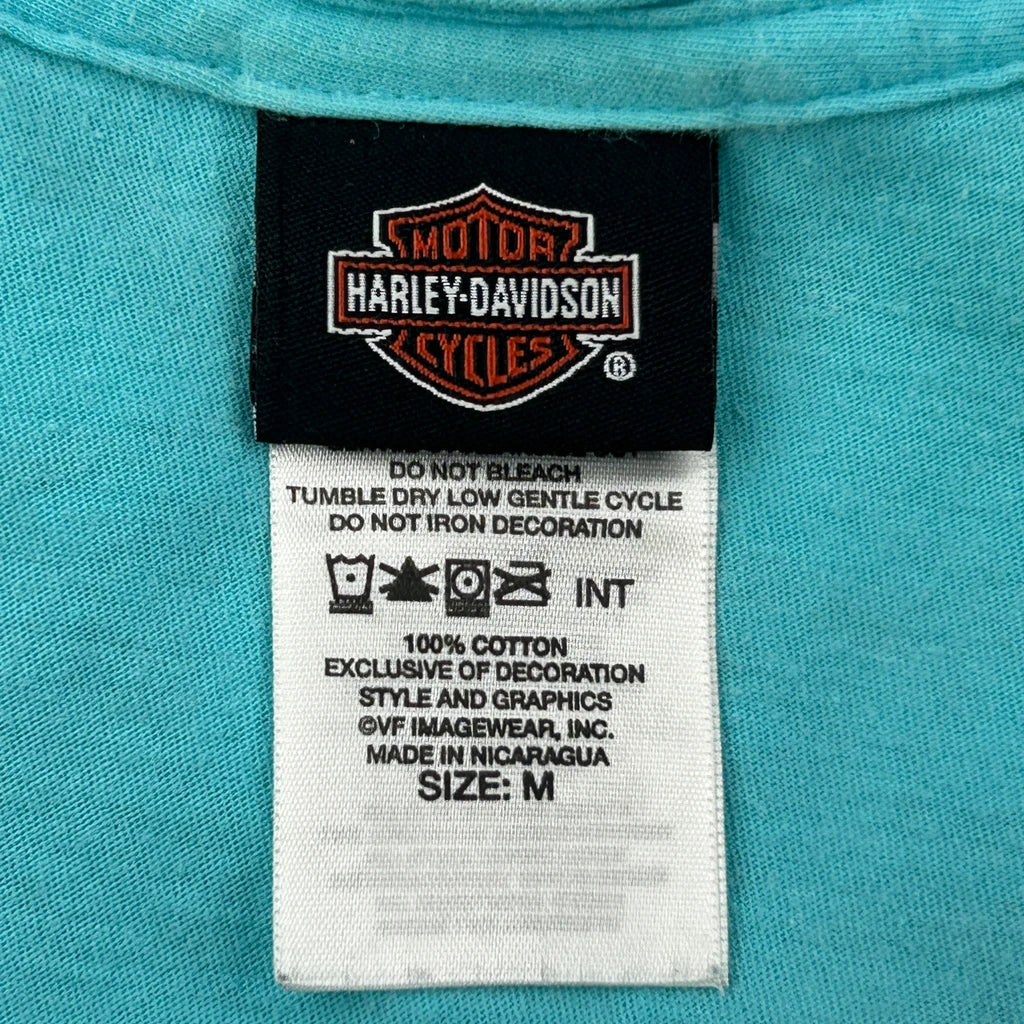 MOTOR
HARLEY-DAVIDSON
CYCLES
®
DO NOT BLEACH
TUMBLE DRY LOW GENTLE CYCLE
DO NOT IRON DECORATION
INT
100% COTTON
EXCLUSIVE OF DECORATION
STYLE AND GRAPHICS
©VF IMAGEWEAR, INC.
MADE IN NICARAGUA
SIZE: M